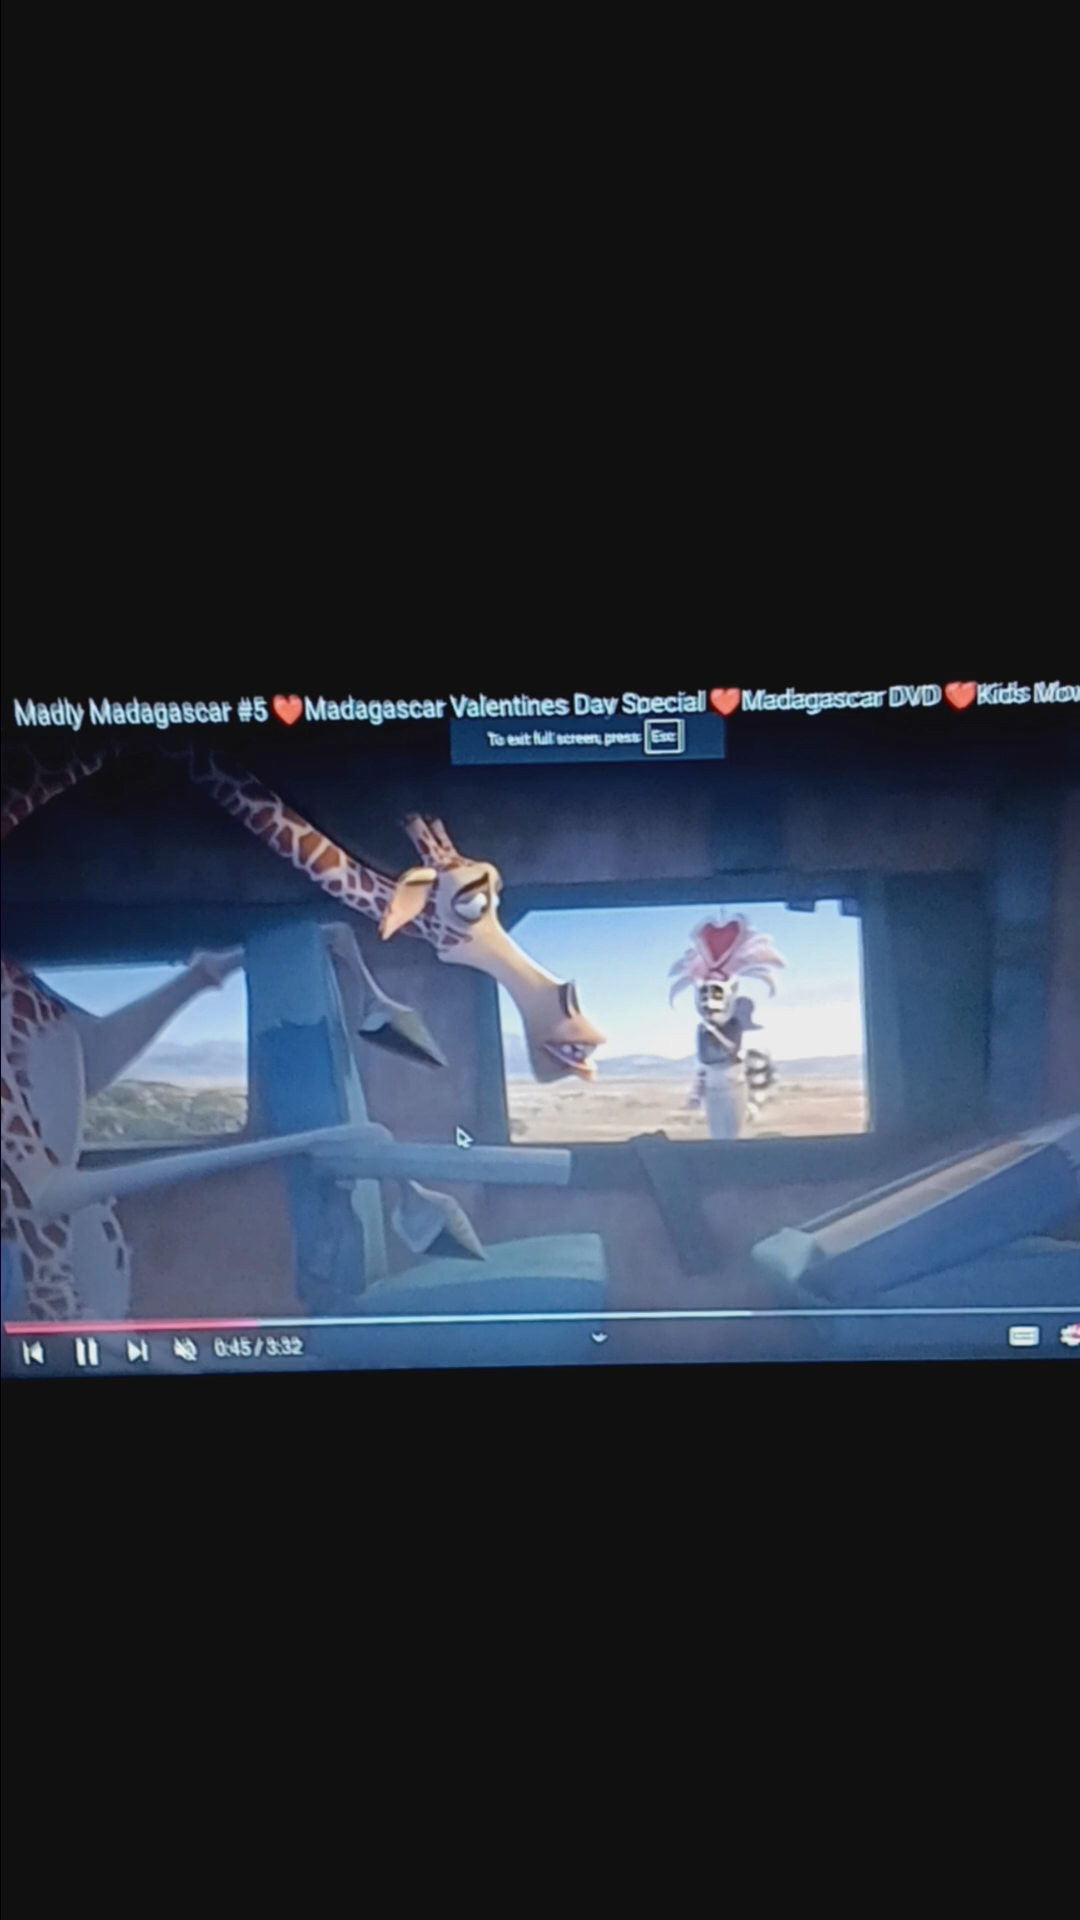 Madly Madagascar #5 ❤️Madagascar Valentines Day Special ❤️Madagascar DVD ❤️Kids Mov
To exit full screen, press Esc
0:45 / 3:32